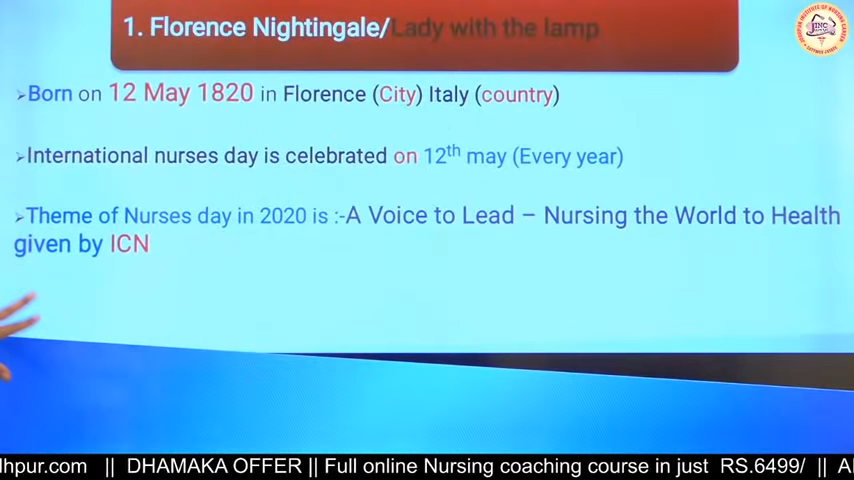 1. Florence Nightingale/Lady with the lamp
JINC
➢Born on 12 May 1820 in Florence (City) Italy (country)
➢International nurses day is celebrated on 12th may (Every year)
➢Theme of Nurses day in 2020 is :-A Voice to Lead – Nursing the World to Health
given by ICN
dhpur.com || DHAMAKA OFFER || Full online Nursing coaching course in just RS.6499/ || A